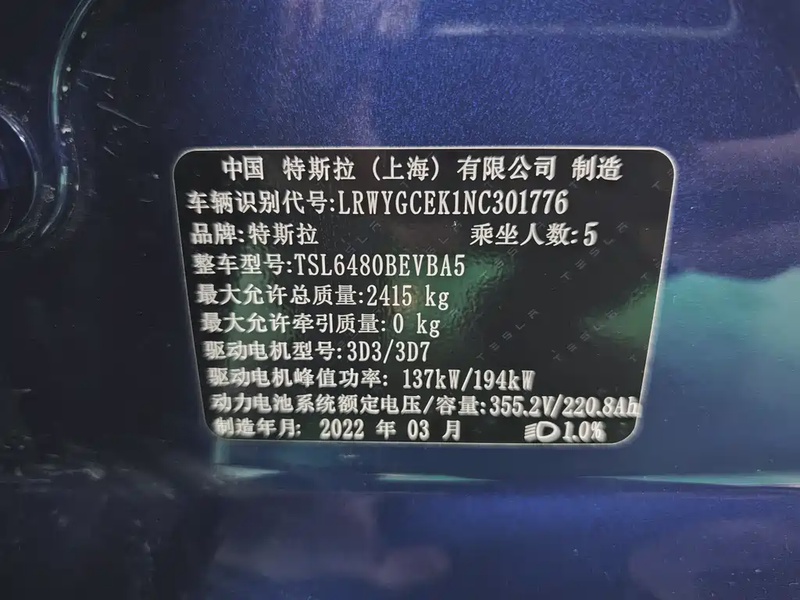 中国 特斯拉(上海)有限公司 制造
车辆识别代号:LRWYGCEK1NC301776
品牌:特斯拉 乘坐人数:5
整车型号:TSL6480BEVBA5
最大允许总质量:2415 kg
最大允许牵引质量:0 kg
驱动电机型号:3D3/3D7
驱动电机峰值功率: 137kW/194kW
动力电池系统额定电压/容量:355.2V/220.8Ah
制造年月: 2022 年 03 月 1.0%
TESLA